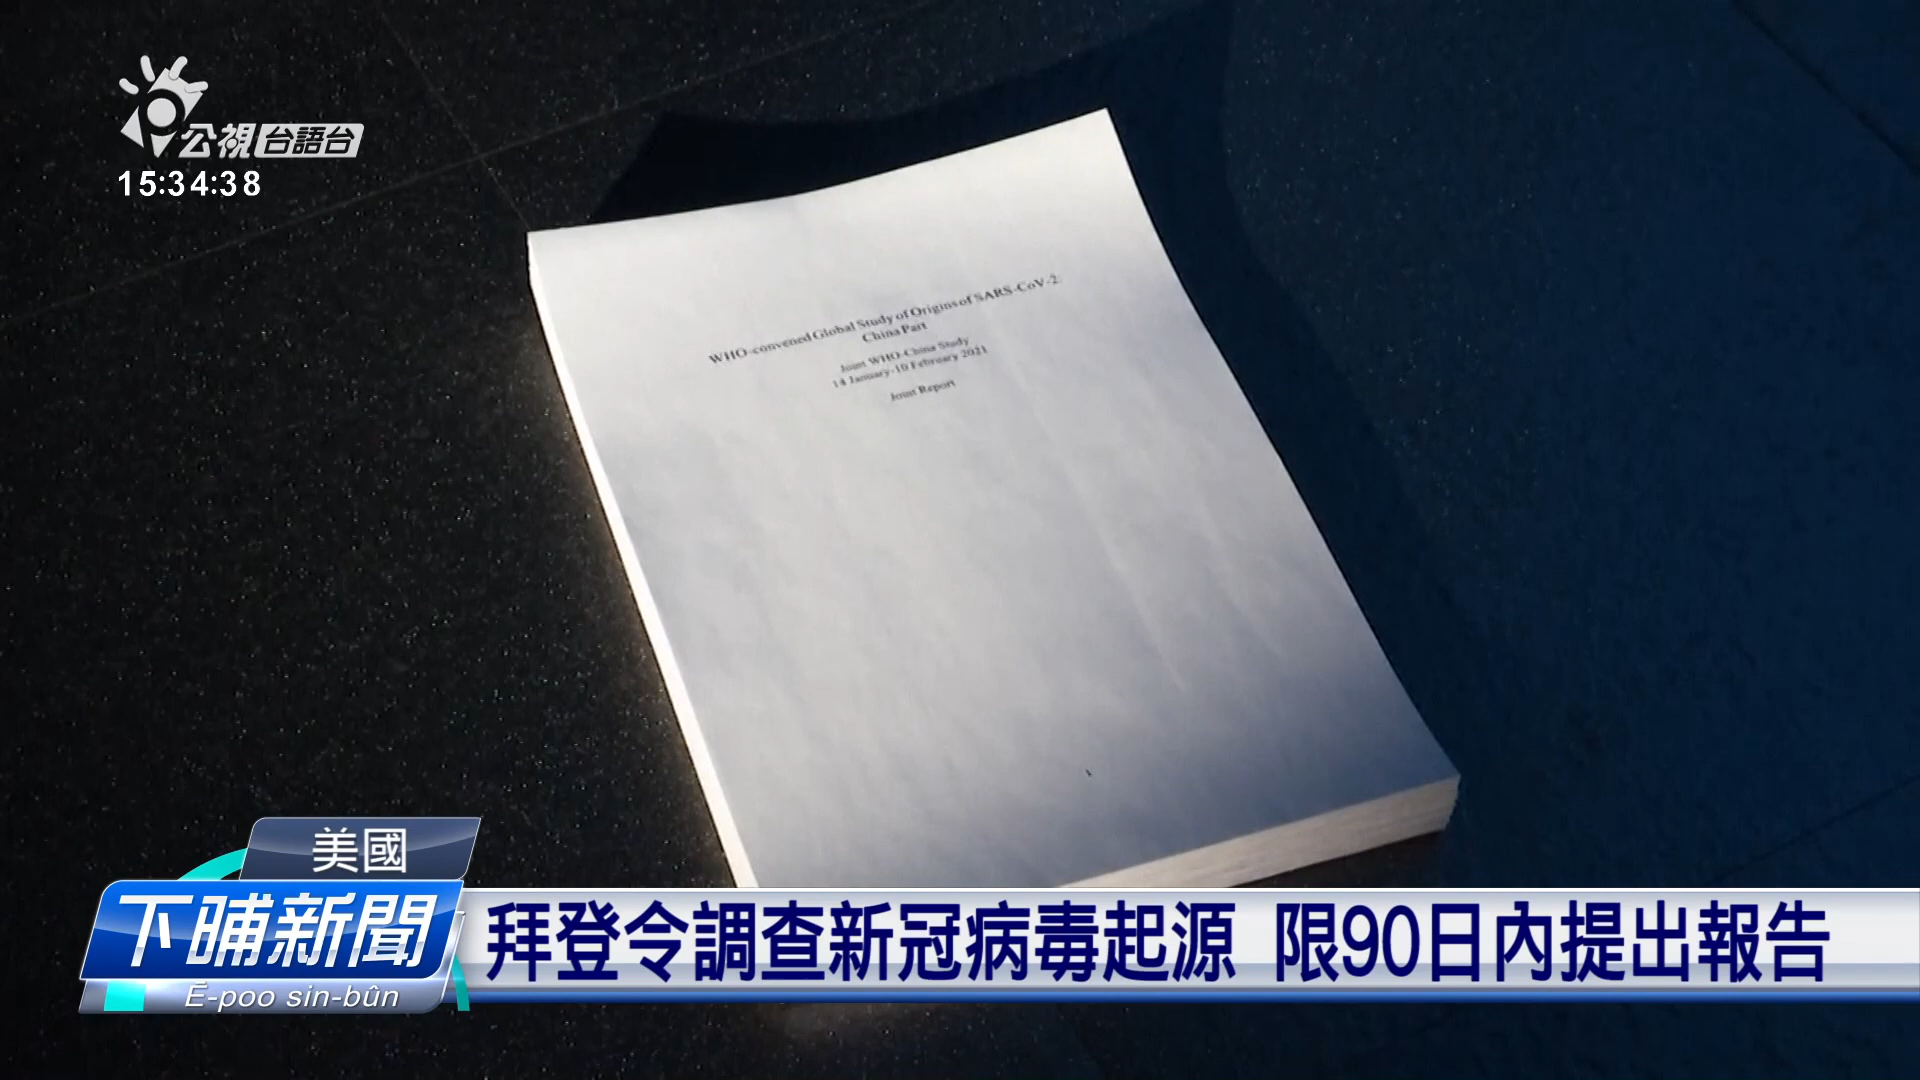 公視台語台
15:34:38
WHO-convened Global Study of Origins of SARS-CoV-2:
China Part
Joint WHO-China Study
14 January-10 February 2021
Joint Report
1
美國
下晡新聞
Ē-poo sin-bûn
拜登令調查新冠病毒起源 限90日內提出報告